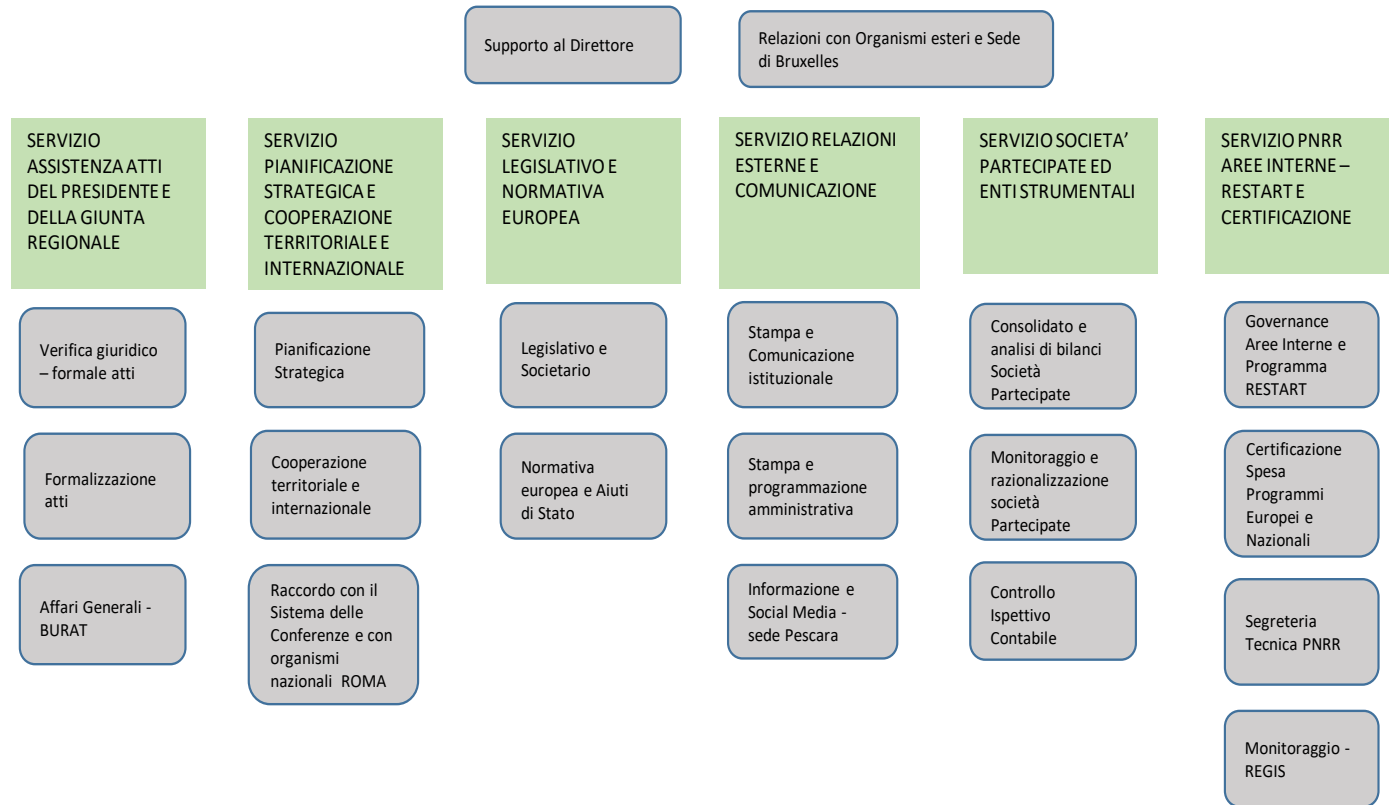 Supporto al Direttore
Relazioni con Organismi esteri e Sede
di Bruxelles
SERVIZIO
ASSISTENZA ATTI
DEL PRESIDENTE E
DELLA GIUNTA
REGIONALE
Verifica giuridico
– formale atti
Formalizzazione
atti
Affari Generali -
BURAT
SERVIZIO
PIANIFICAZIONE
STRATEGICA E
COOPERAZIONE
TERRITORIALE E
INTERNAZIONALE
Pianificazione
Strategica
Cooperazione
territoriale e
internazionale
Raccordo con il
Sistema delle
Conferenze e con
organismi
nazionali ROMA
SERVIZIO
LEGISLATIVO E
NORMATIVA
EUROPEA
Legislativo e
Societario
Normativa
europea e Aiuti
di Stato
SERVIZIO RELAZIONI
ESTERNE E
COMUNICAZIONE
Stampa e
Comunicazione
istituzionale
Stampa e
programmazione
amministrativa
Informazione e
Social Media -
sede Pescara
SERVIZIO SOCIETA’
PARTECIPATE ED
ENTI STRUMENTALI
Consolidato e
analisi di bilanci
Società
Partecipate
Monitoraggio e
razionalizzazione
società
Partecipate
Controllo
Ispettivo
Contabile
SERVIZIO PNRR
AREE INTERNE –
RESTART E
CERTIFICAZIONE
Governance
Aree Interne e
Programma
RESTART
Certificazione
Spesa
Programmi
Europei e
Nazionali
Segreteria
Tecnica PNRR
Monitoraggio -
REGIS